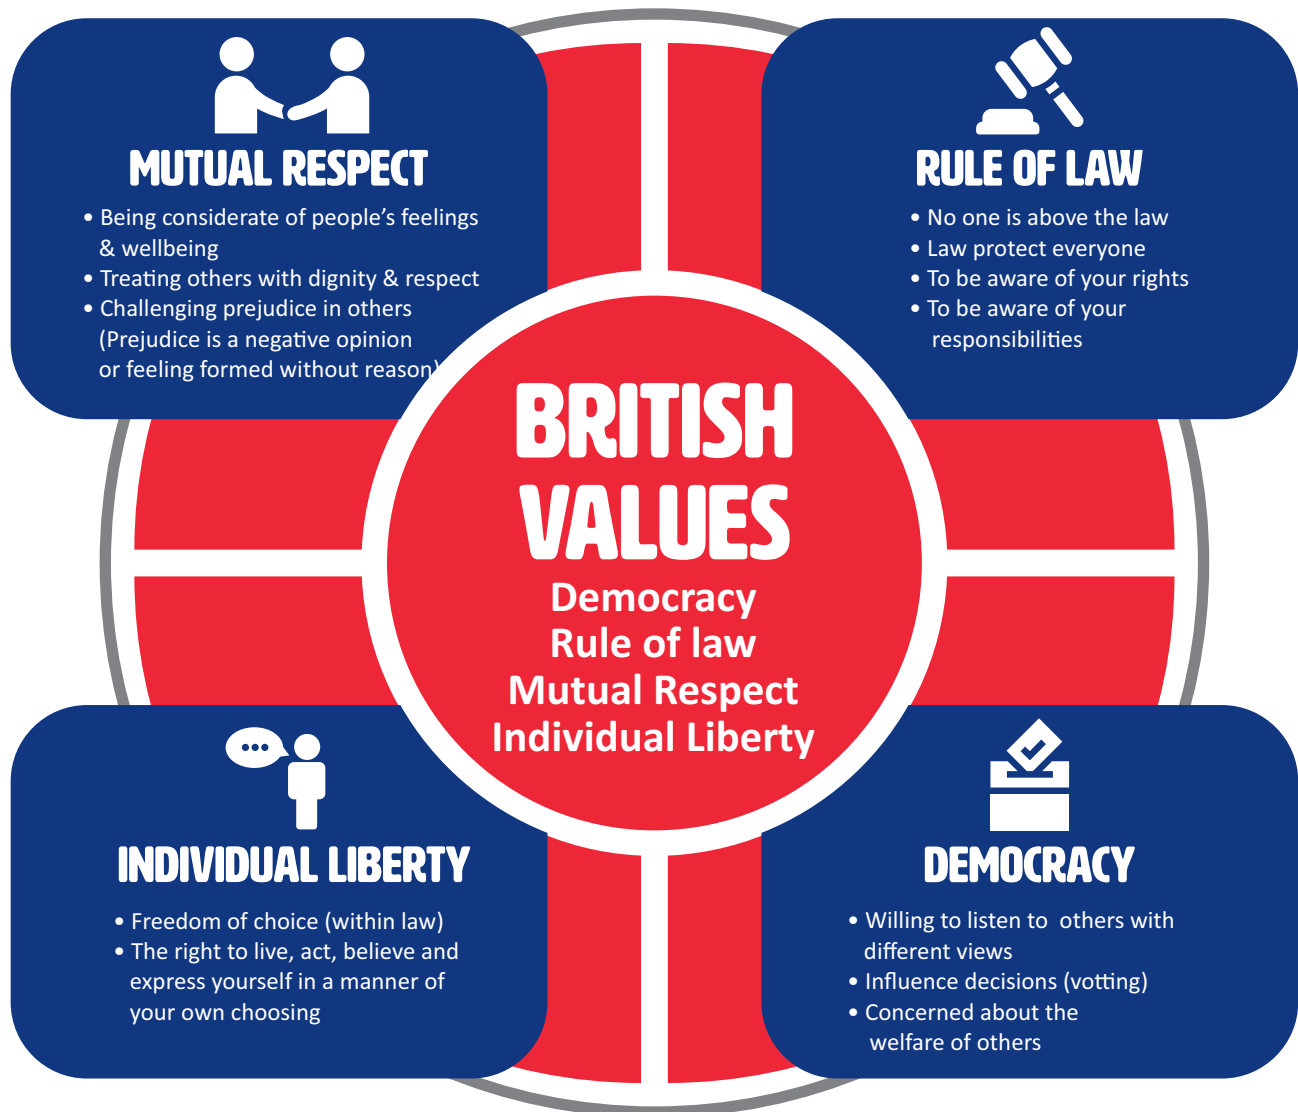 MUTUAL RESPECT
• Being considerate of people’s feelings
& wellbeing
• Treating others with dignity & respect
• Challenging prejudice in others
(Prejudice is a negative opinion
or feeling formed without reason)
RULE OF LAW
• No one is above the law
• Law protect everyone
• To be aware of your rights
• To be aware of your
responsibilities
BRITISH
VALUES
Democracy
Rule of law
Mutual Respect
Individual Liberty
INDIVIDUAL LIBERTY
• Freedom of choice (within law)
• The right to live, act, believe and
express yourself in a manner of
your own choosing
DEMOCRACY
• Willing to listen to others with
different views
• Influence decisions (votting)
• Concerned about the
welfare of others